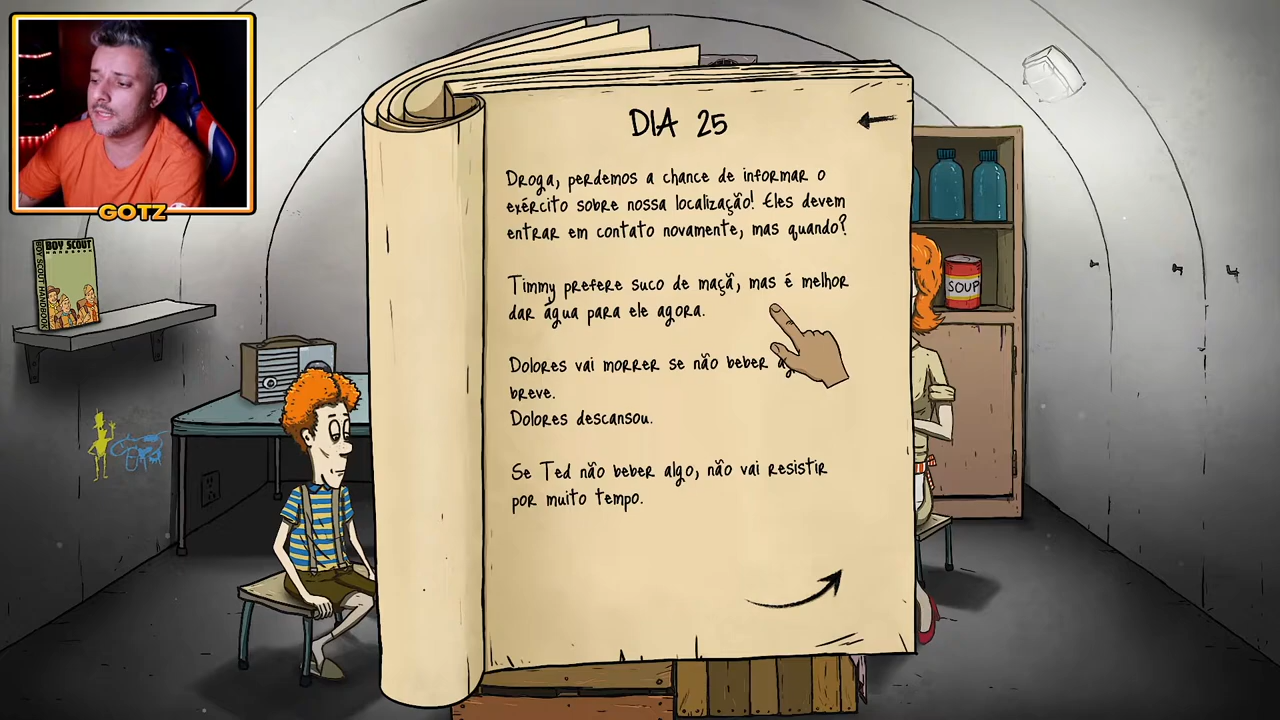 GOTZ
BOY SCOUT
BOY SCOUT HANDBOOK
DIA 25
Droga, perdemos a chance de informar o
exército sobre nossa localização! Eles devem
entrar em contato novamente, mas quando?
Timmy prefere suco de maçã, mas é melhor
dar água para ele agora.
Dolores vai morrer se não beber
breve.
Dolores descansou.
Se Ted não beber algo, não vai resistir
por muito tempo.
SOUP